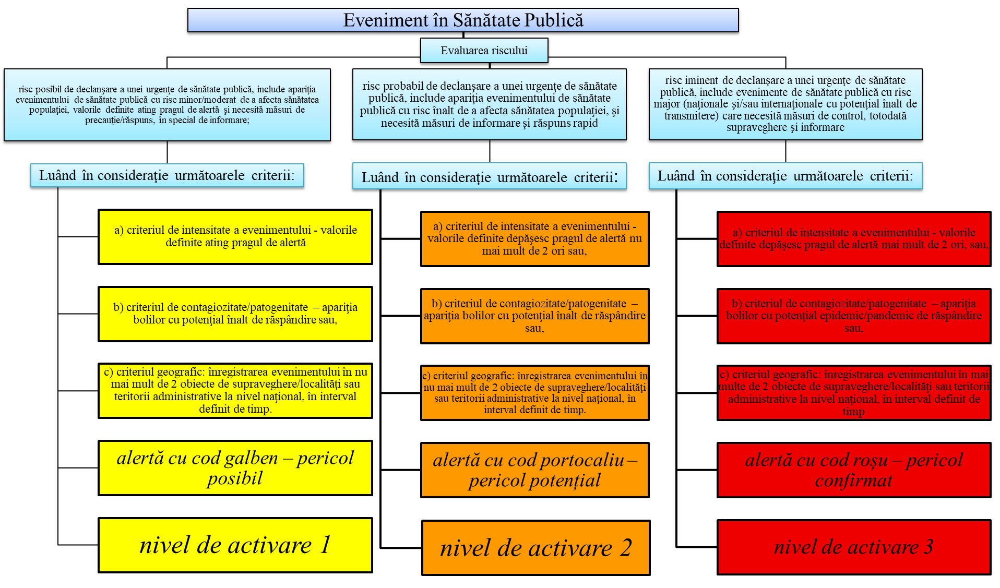 Eveniment în Sănătate Publică
Evaluarea riscului
risc posibil de declanşare a unei urgenţe de sănătate publică, include apariţia
evenimentului de sănătate publică cu risc minor/moderat de a afecta sănătatea
populaţiei, valorile definite ating pragul de alertă şi necesită măsuri de
precauţie/răspuns, în special de informare;
risc probabil de declanşare a unei urgenţe de sănătate
publică, include apariţia evenimentului de sănătate
publică cu risc înalt de a afecta sănătatea populaţiei, şi
necesită măsuri de informare şi răspuns rapid
risc iminent de declanşare a unei urgenţe de sănătate
publică, include evenimente de sănătate publică cu risc
major (naţionale şi/sau internaţionale cu potenţial înalt de
transmitere) care necesită măsuri de control, totodată
supraveghere şi informare
Luând în consideraţie următoarele criterii:
a) criteriul de intensitate a evenimentului - valorile
definite ating pragul de alertă
b) criteriul de contagiozitate/patogenitate – apariţia
bolilor cu potenţial înalt de răspândire sau,
c) criteriul geografic: înregistrarea evenimentului în nu
mai mult de 2 obiecte de supraveghere/localităţi sau
teritorii administrative la nivel naţional, în interval
definit de timp.
alertă cu cod galben – pericol
posibil
nivel de activare 1
Luând în consideraţie următoarele criterii:
a) criteriul de intensitate a evenimentului -
valorile definite depăşesc pragul de alertă nu
mai mult de 2 ori sau,
b) criteriul de contagiozitate/patogenitate –
apariţia bolilor cu potenţial înalt de răspândire
sau,
c) criteriul geografic: înregistrarea evenimentului în
nu mai mult de 2 obiecte de supraveghere/localităţi
sau teritorii administrative la nivel naţional, în
interval definit de timp.
alertă cu cod portocaliu –
pericol potențial
nivel de activare 2
Luând în consideraţie următoarele criterii:
a) criteriul de intensitate a evenimentului - valorile
definite depăşesc pragul de alertă mai mult de 2 ori, sau,
b) criteriul de contagiozitate/patogenitate – apariţia
bolilor cu potenţial epidemic/pandemic de răspândire
sau,
c) criteriul geografic: înregistrarea evenimentului în mai
multe de 2 obiecte de supraveghere/localităţi sau teritorii
administrative la nivel naţional, în interval definit de
timp
alertă cu cod roșu – pericol
confirmat
nivel de activare 3